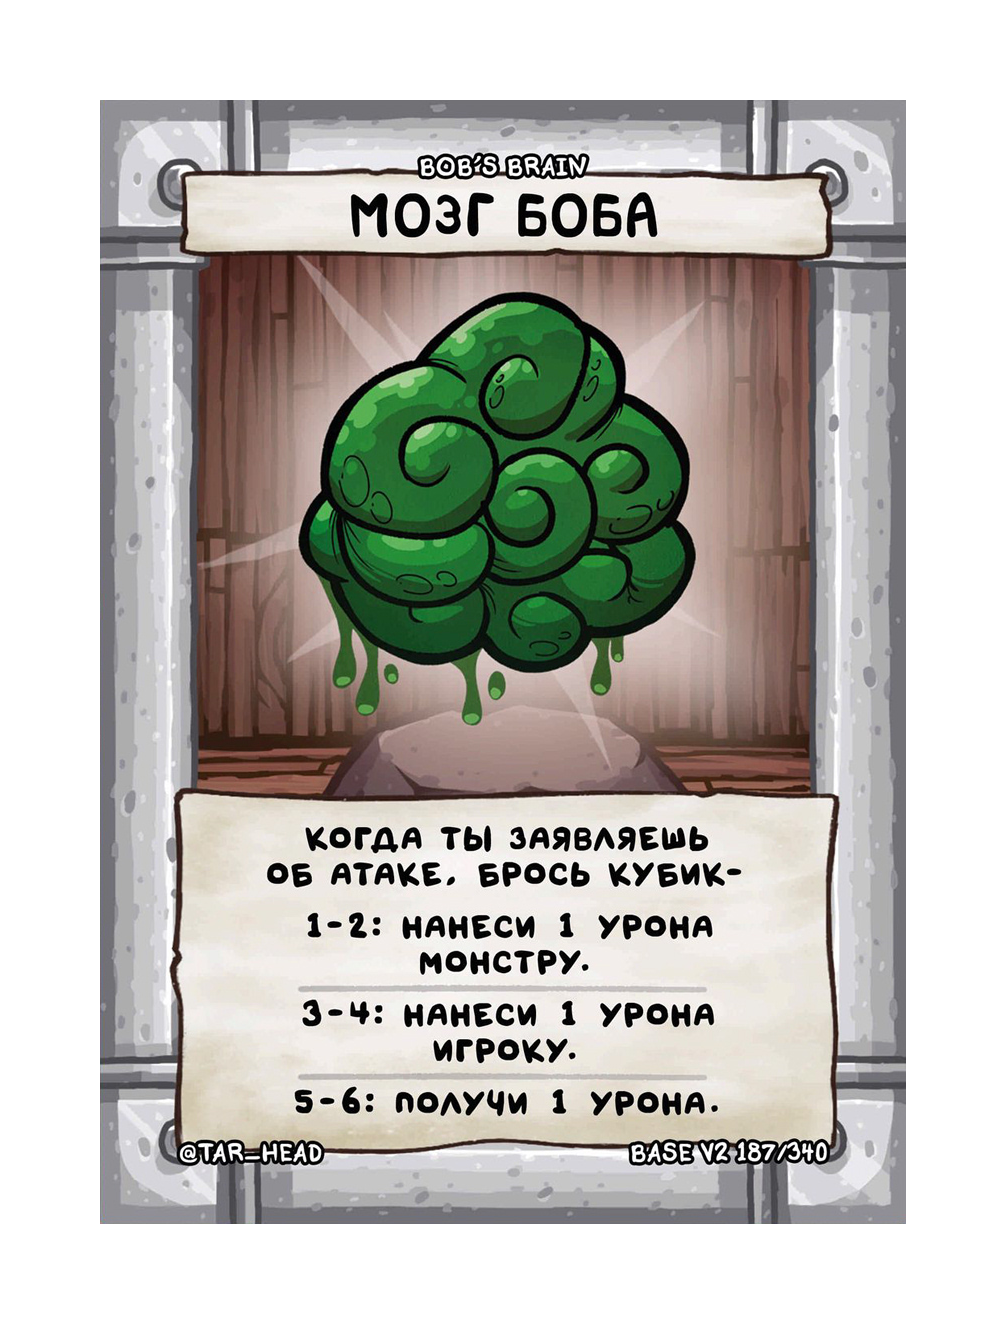 BOB'S BRAIN
МОЗГ БОБА
КОГДА ТЫ ЗАЯВЛЯЕШЬ
ОБ АТАКЕ, БРОСЬ КУБИК-
1-2: НАНЕСИ 1 УРОНА
МОНСТРУ.
3-4: НАНЕСИ 1 УРОНА
ИГРОКУ.
5-6: ПОЛУЧИ 1 УРОНА.
@TAR_HEAD
BASE V2 187/340